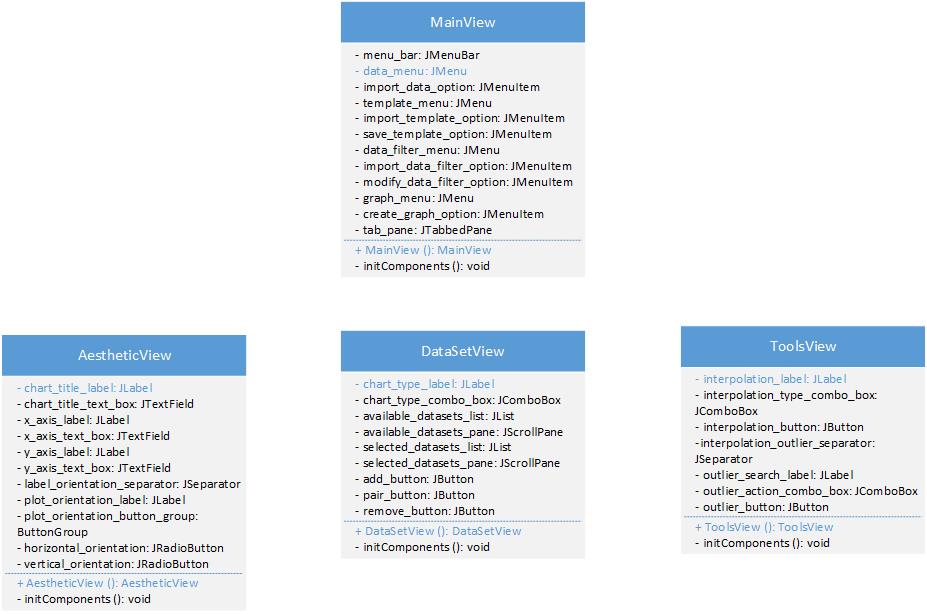 MainView
- menu_bar: JMenuBar
- data_menu: JMenu
- import_data_option: JMenuItem
- template_menu: JMenu
- import_template_option: JMenuItem
- save_template_option: JMenuItem
- data_filter_menu: JMenu
- import_data_filter_option: JMenuItem
- modify_data_filter_option: JMenuItem
- graph_menu: JMenu
- create_graph_option: JMenuItem
- tab_pane: JTabbedPane
+ MainView (): MainView
- initComponents (): void
AestheticView
- chart_title_label: JLabel
- chart_title_text_box: JTextField
- x_axis_label: JLabel
- x_axis_text_box: JTextField
- y_axis_label: JLabel
- y_axis_text_box: JTextField
- label_orientation_separator: JSeparator
- plot_orientation_label: JLabel
- plot_orientation_button_group:
ButtonGroup
- horizontal_orientation: JRadioButton
- vertical_orientation: JRadioButton
+ AestheticView (): AestheticView
- initComponents (): void
DataSetView
- chart_type_label: JLabel
- chart_type_combo_box: JComboBox
- available_datasets_list: JList
- available_datasets_pane: JScrollPane
- selected_datasets_list: JList
- selected_datasets_pane: JScrollPane
- add_button: JButton
- pair_button: JButton
- remove_button: JButton
+ DataSetView (): DataSetView
- initComponents (): void
ToolsView
- interpolation_label: JLabel
- interpolation_type_combo_box:
JComboBox
- interpolation_button: JButton
-interpolation_outlier_separator:
JSeparator
- outlier_search_label: JLabel
- outlier_action_combo_box: JComboBox
- outlier_button: JButton
+ ToolsView (): ToolsView
- initComponents (): void